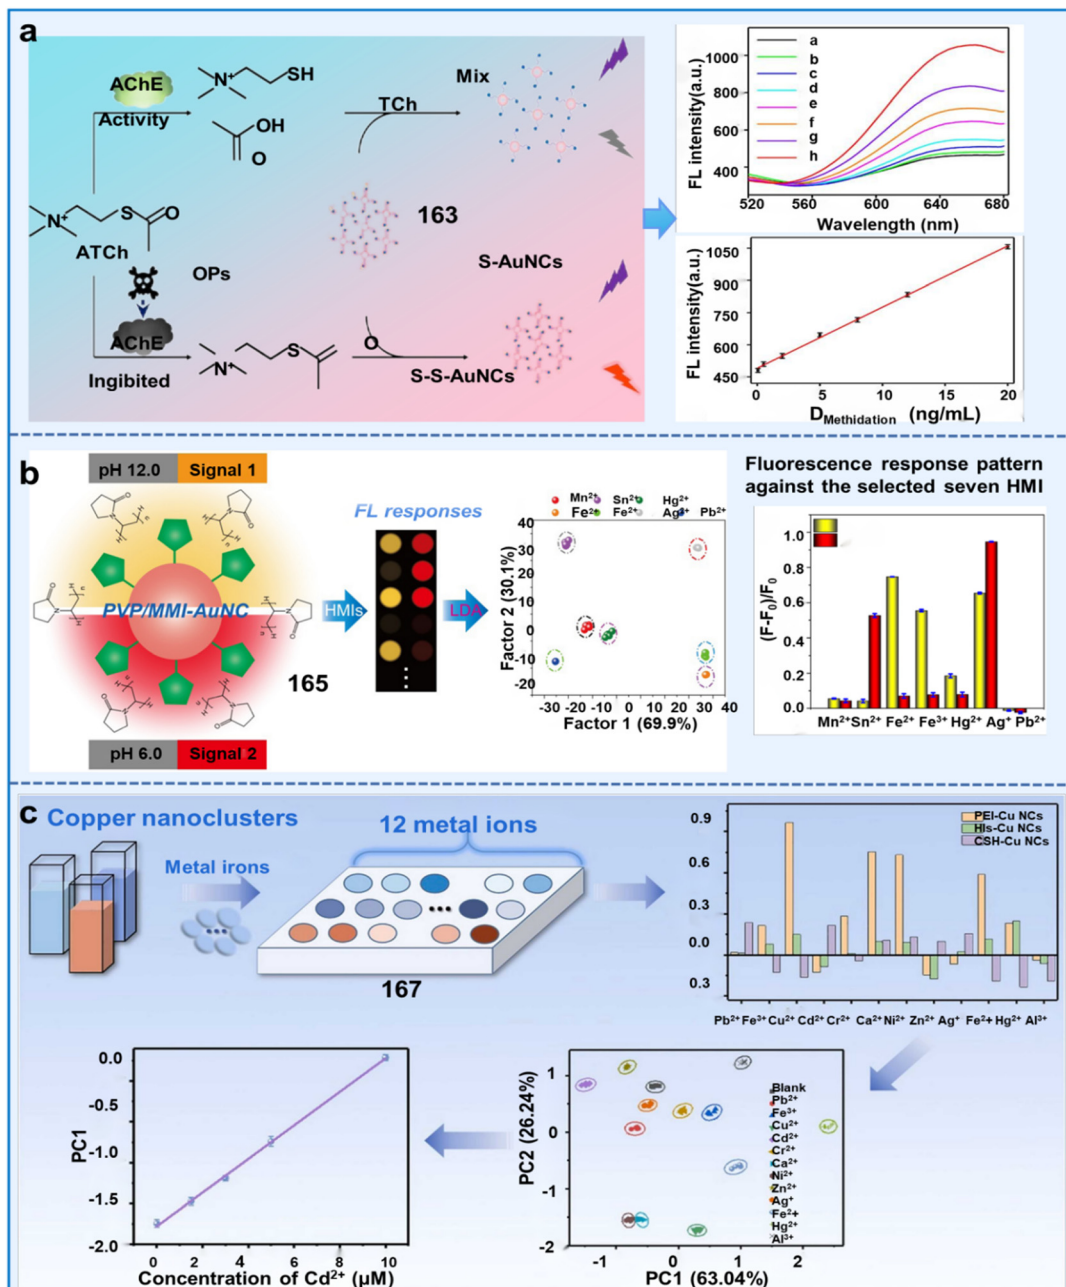 a
AChE
Activity
SH
N+
OH
O
TCh
Mix
163
N+
S
O
ATCh
OPs
S-AuNCs
AChE
Ingibited
N+
S
O
S-S-AuNCs
FL intensity(a.u.)
1000
800
600
400
a
b
c
d
e
f
g
h
520 560 600 640 680
Wavelength (nm)
FL intensity(a.u.)
1050
900
750
600
450
0 5 10 15 20
DMethidation (ng/mL)
b
pH 12.0 Signal 1
PVP/MMI-AuNC
165
pH 6.0 Signal 2
HMIs
FL responses
LDA
Mn2+ Sn2+ Hg2+
Fe2+ Fe2+ Ag+ Pb2+
Factor 2 (30.1%)
40
30
20
10
0
-10
-20
-30 -20 -10 0 10 20 30 40
Factor 1 (69.9%)
Fluorescence response pattern
against the selected seven HMI
(F-F0)/F0
1.0
0.8
0.6
0.4
0.2
0.0
Mn2+ Sn2+ Fe2+ Fe3+ Hg2+ Ag+ Pb2+
c
Copper nanoclusters
Metal irons
12 metal ions
167
0.9
0.6
0.3
0.0
0.3
PEI-Cu NCs
HIs-Cu NCs
CSH-Cu NCs
Pb2+ Fe3+ Cu2+ Cd2+ Cr2+ Ca2+ Ni2+ Zn2+ Ag+ Fe2+ Hg2+ Al3+
PC1
0.0
-0.5
-1.0
-1.5
-2.0
0 2 4 6 8 10
Concentration of Cd2+ (μM)
PC2 (26.24%)
1
0
-1
-2
-1 0 1 2
PC1 (63.04%)
Blank
Pb2+
Fe3+
Cu2+
Cd2+
Cr2+
Ca2+
Ni2+
Zn2+
Ag+
Fe2+
Hg2+
Al3+